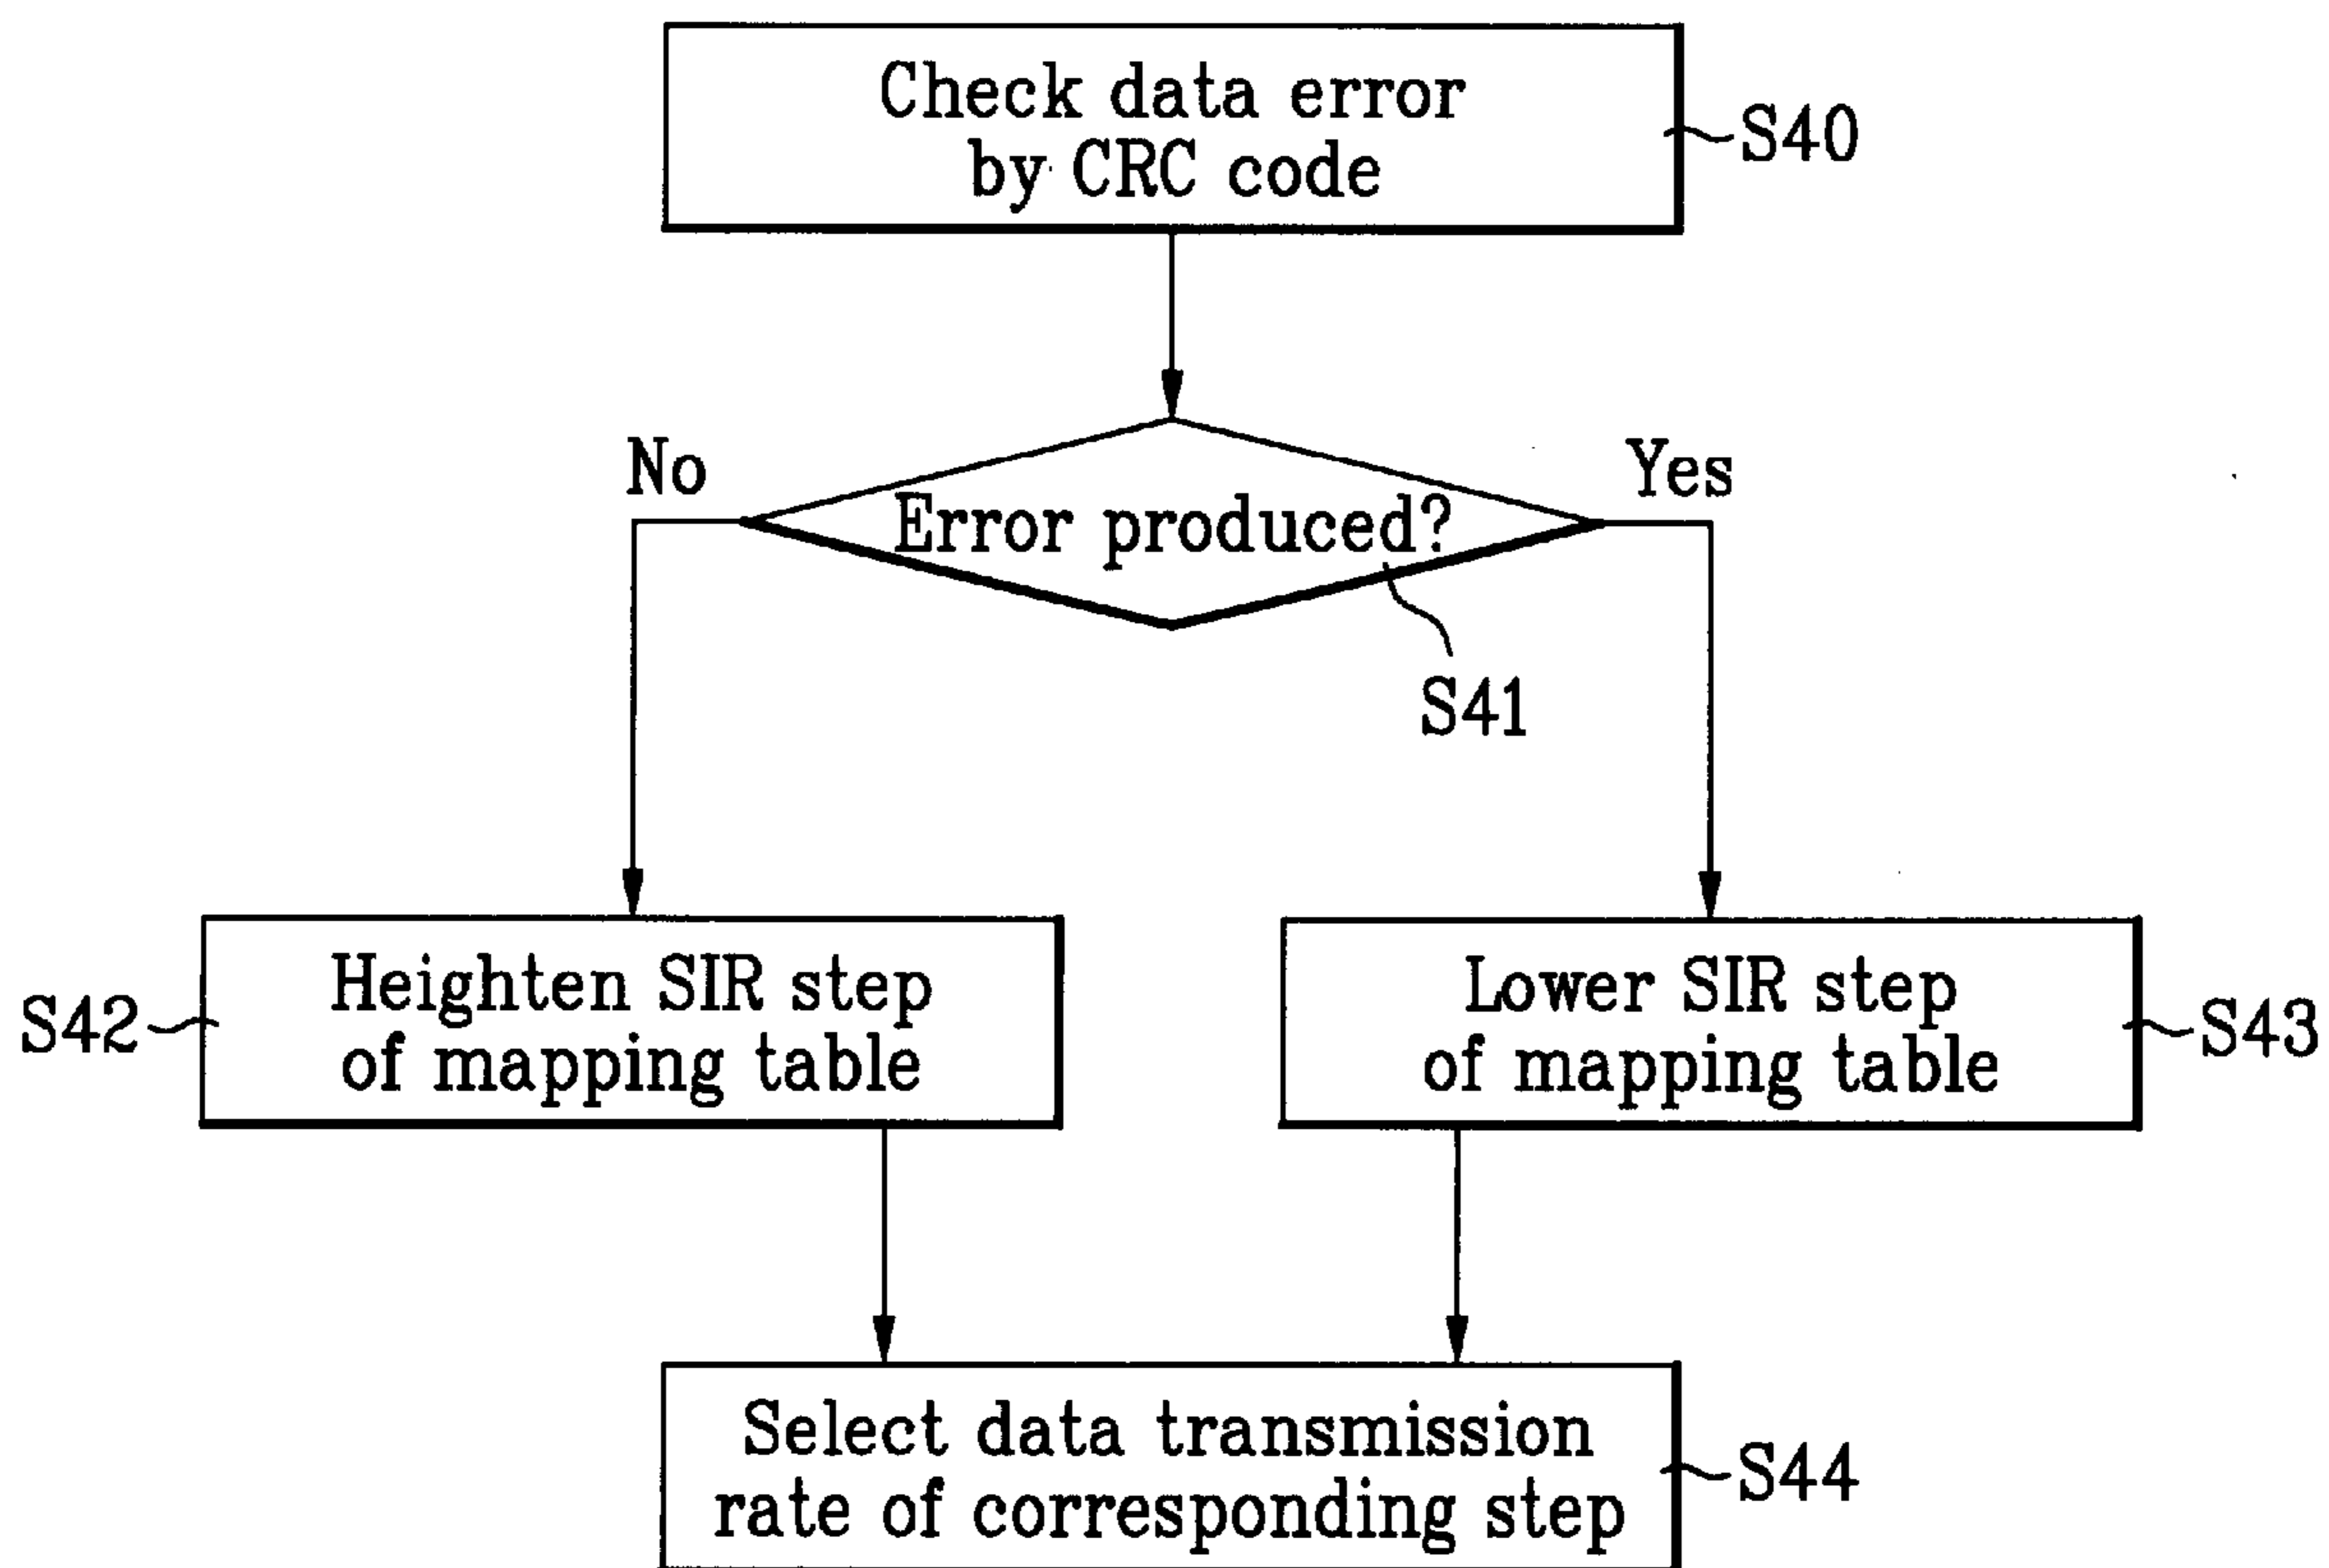 Check data error
by CRC code
S40
No
Yes
Error produced?
S41
Heighten SIR step
of mapping table
S42
Lower SIR step
of mapping table
S43
Select data transmission
rate of corresponding step
S44